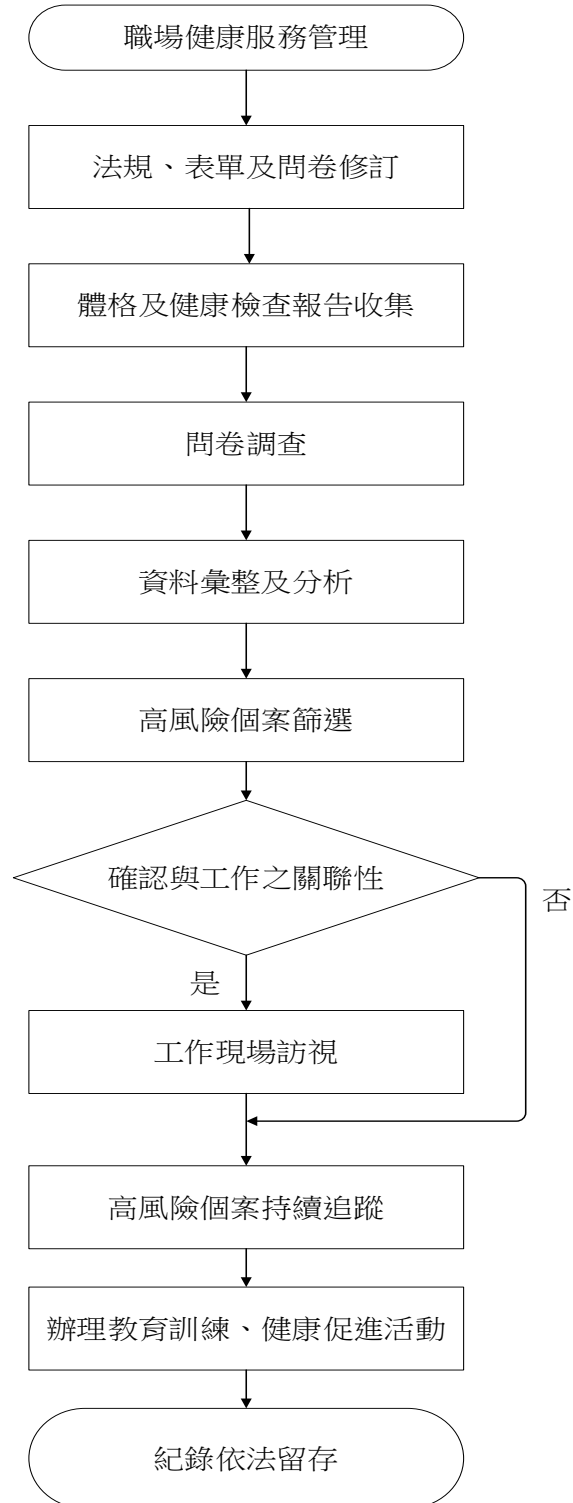 職場健康服務管理
法規、表單及問卷修訂
體格及健康檢查報告收集
問卷調查
資料彙整及分析
高風險個案篩選
確認與工作之關聯性
否
是
工作現場訪視
高風險個案持續追蹤
辦理教育訓練、健康促進活動
紀錄依法留存